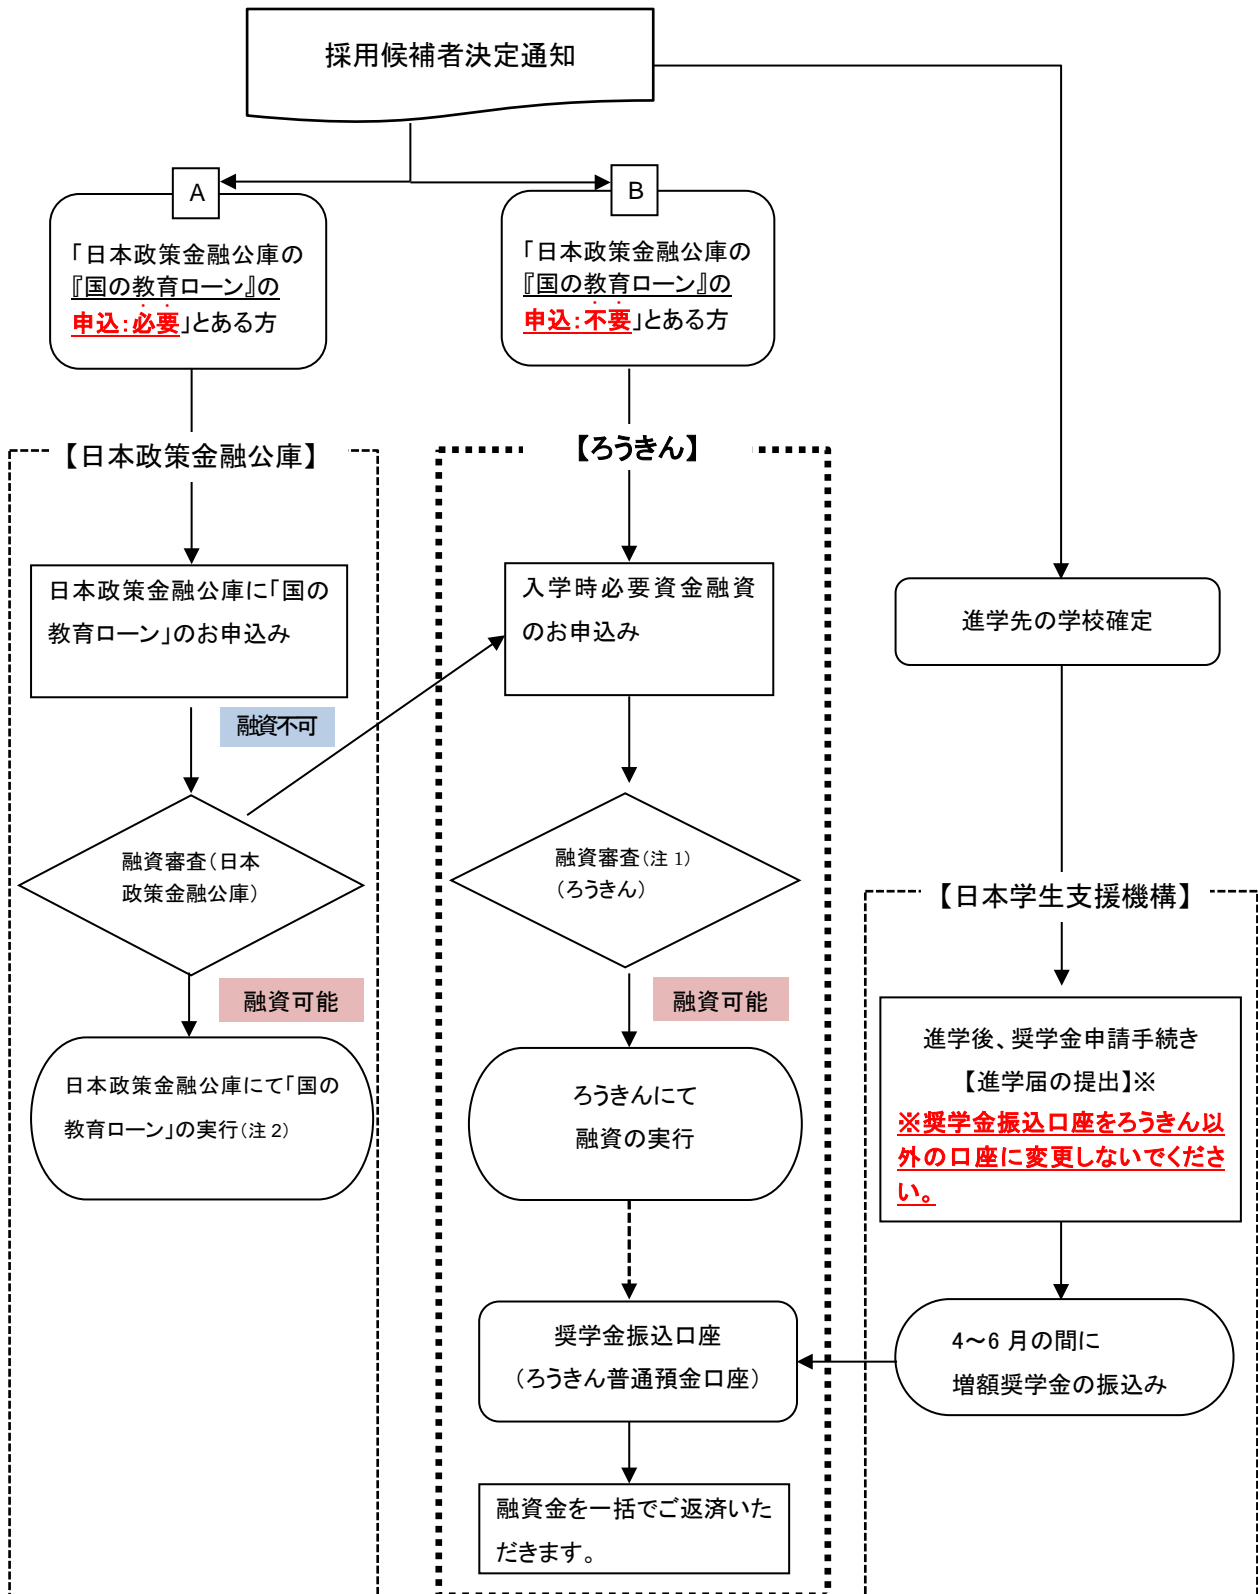 採用候補者決定通知
A
「日本政策金融公庫の
『国の教育ローン』の
申込：必要」とある方
B
「日本政策金融公庫の
『国の教育ローン』の
申込：不要」とある方
【日本政策金融公庫】
日本政策金融公庫に「国の
教育ローン」のお申込み
融資不可
融資審査（日本
政策金融公庫）
融資可能
日本政策金融公庫にて「国の
教育ローン」の実行（注 2）
【ろうきん】
入学時必要資金融資
のお申込み
融資審査（注 1）
（ろうきん）
融資可能
ろうきんにて
融資の実行
奨学金振込口座
（ろうきん普通預金口座）
融資金を一括でご返済いた
だきます。
進学先の学校確定
【日本学生支援機構】
進学後、奨学金申請手続き
【進学届の提出】※
※奨学金振込口座をろうきん以
外の口座に変更しないでくださ
い。
4～6 月の間に
増額奨学金の振込み